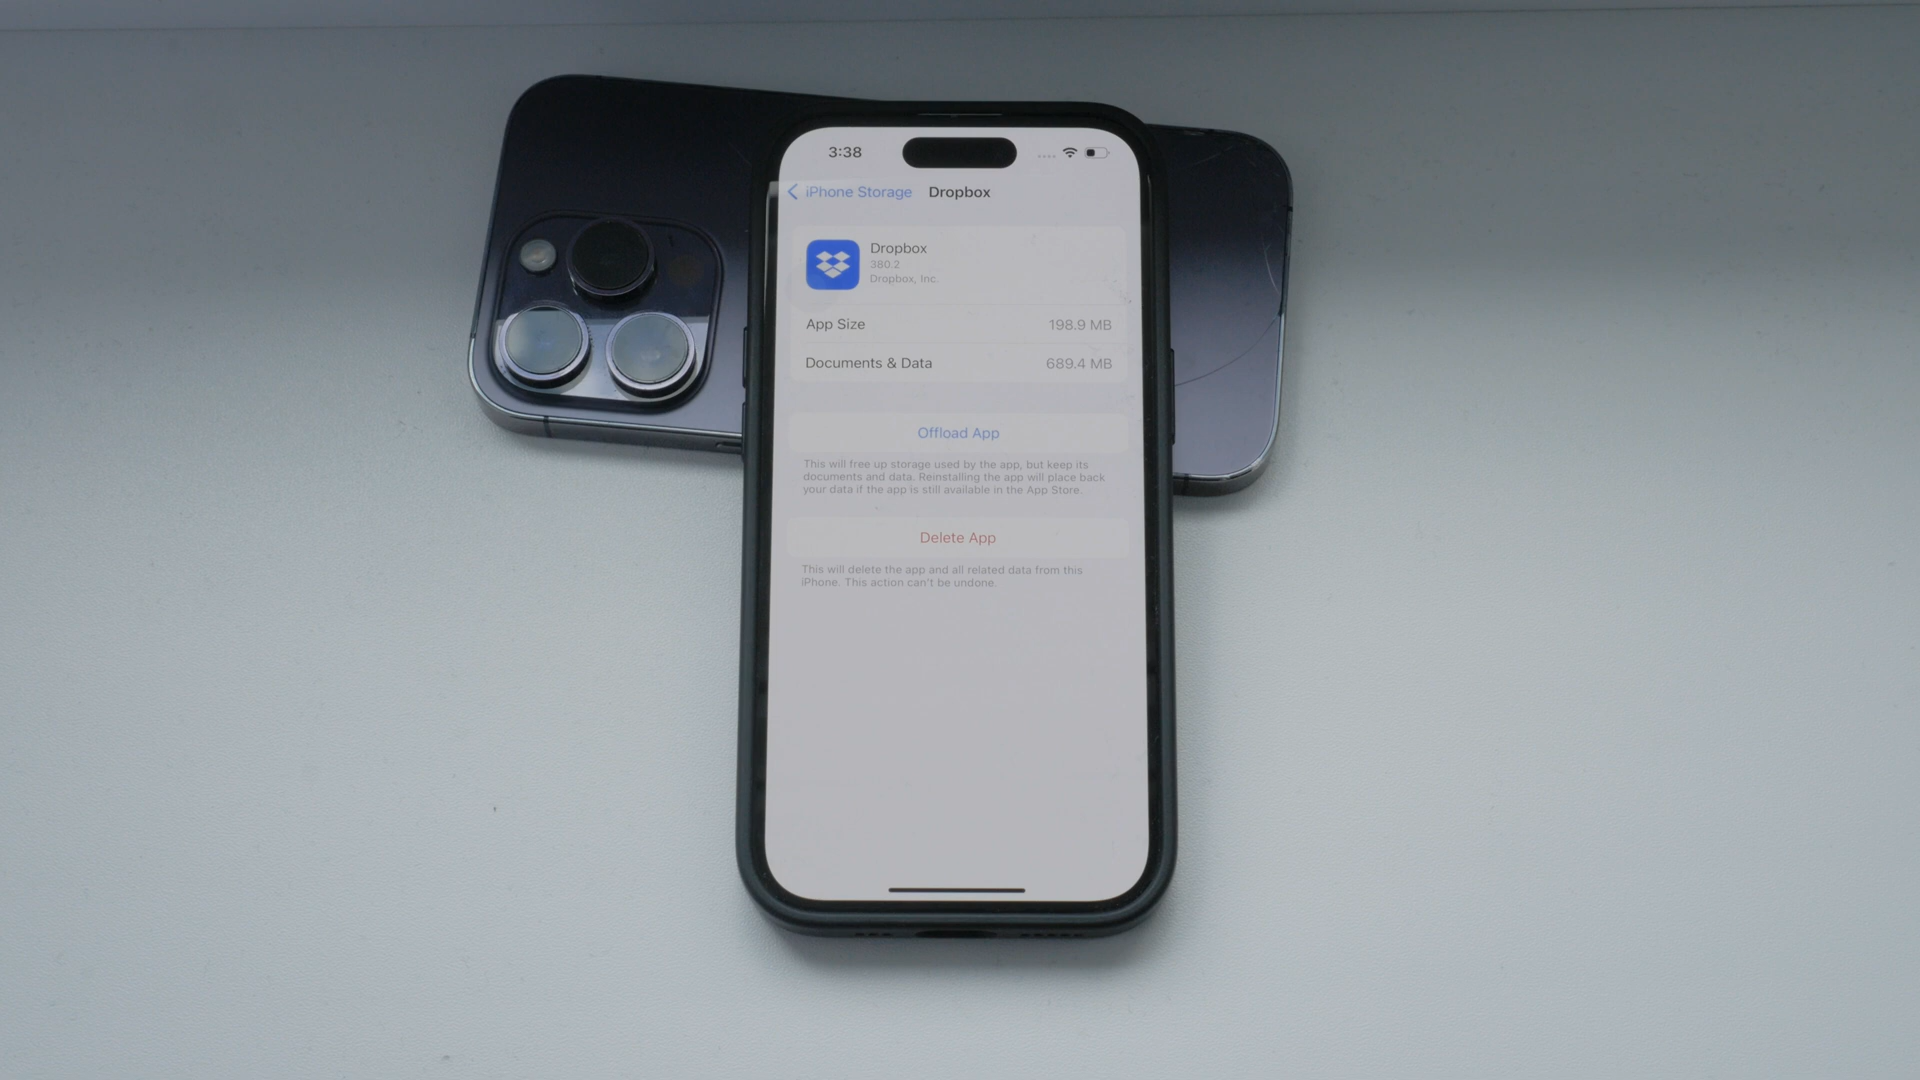 3:38
iPhone Storage Dropbox
Dropbox
380.2
Dropbox, Inc.
App Size 198.9 MB
Documents & Data 689.4 MB
Offload App
This will free up storage used by the app, but keep its
documents and data. Reinstalling the app will place back
your data if the app is still available in the App Store.
Delete App
This will delete the app and all related data from this
iPhone. This action can't be undone.